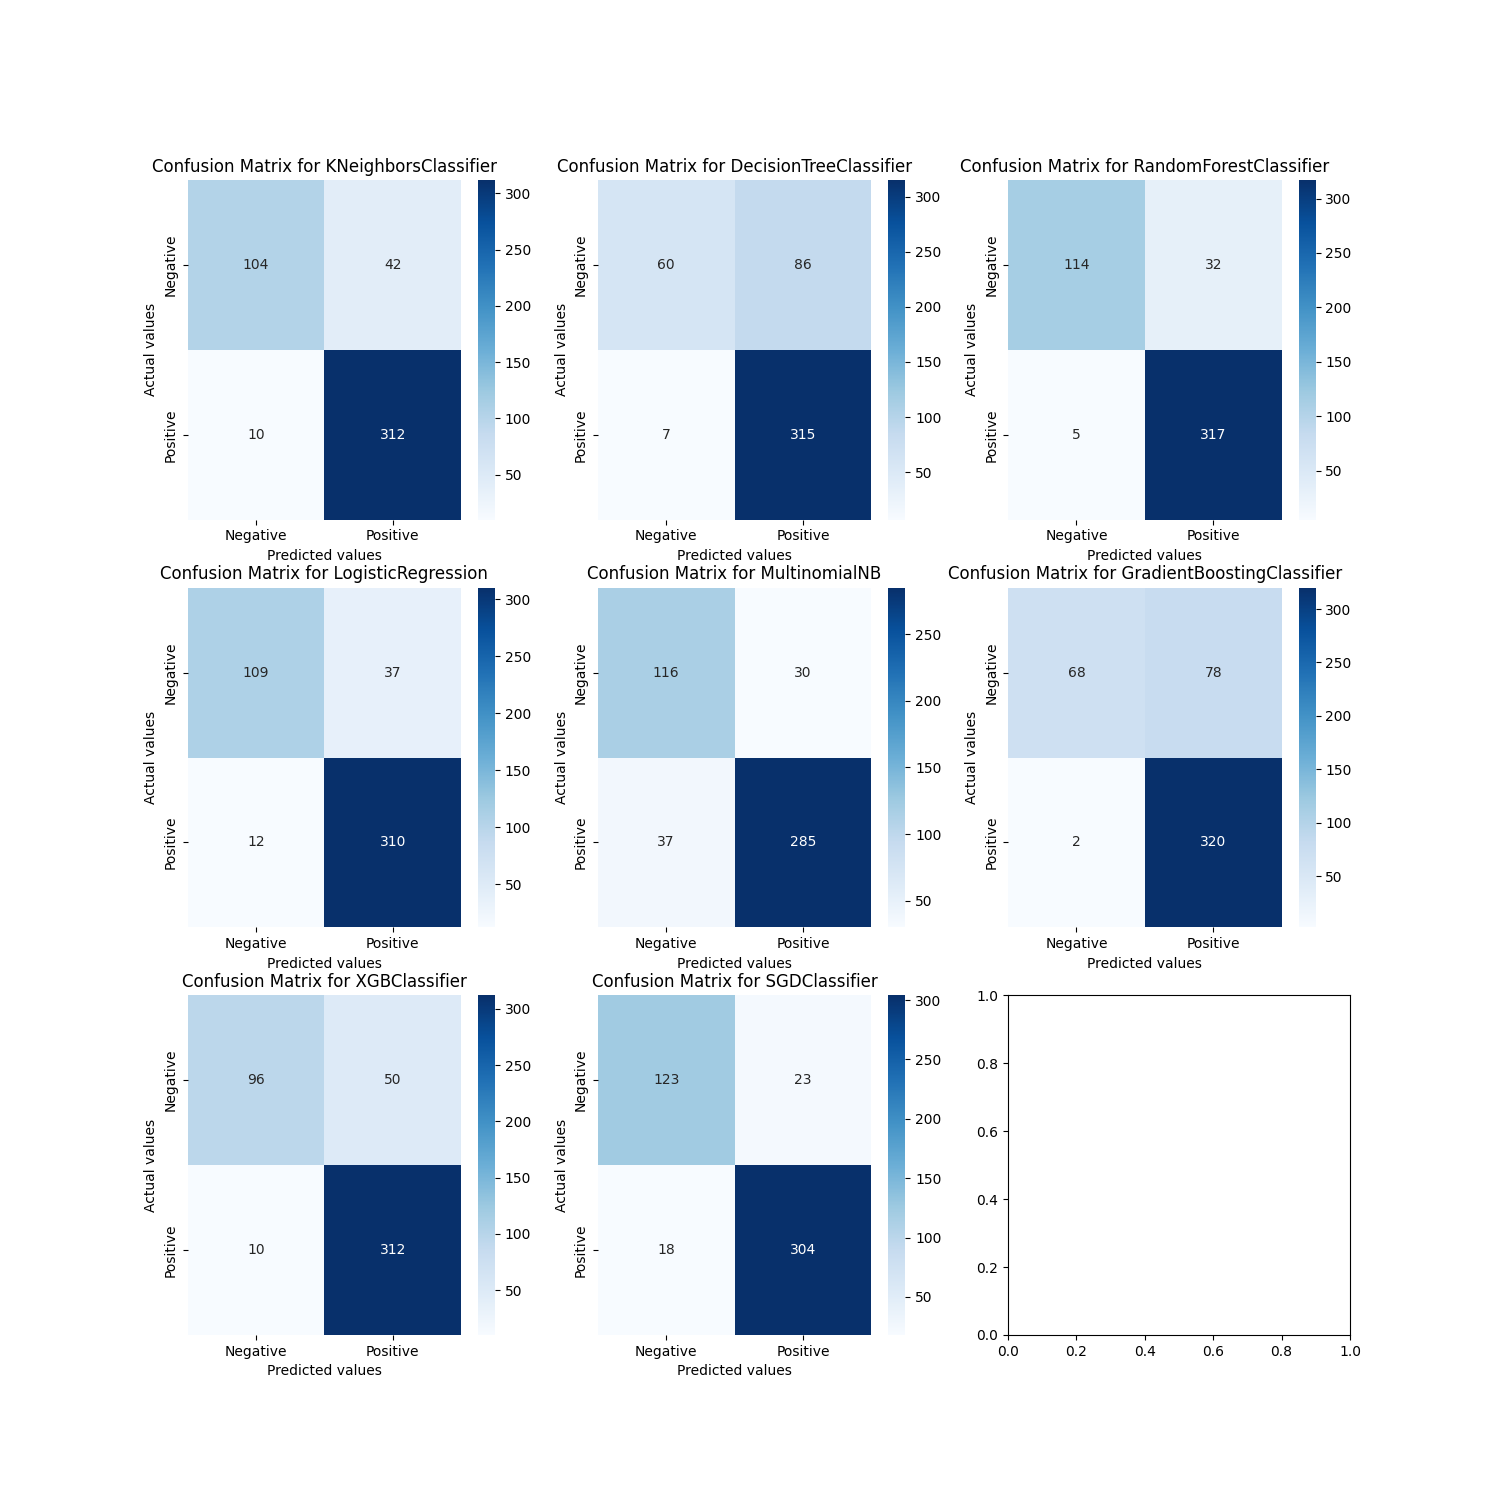 Confusion Matrix for KNeighborsClassifier
Actual values
Negative
Positive
104 42
10 312
300
250
200
150
100
50
Negative Positive
Predicted values
Confusion Matrix for DecisionTreeClassifier
Actual values
Negative
Positive
60 86
7 315
300
250
200
150
100
50
Negative Positive
Predicted values
Confusion Matrix for RandomForestClassifier
Actual values
Negative
Positive
114 32
5 317
300
250
200
150
100
50
Negative Positive
Predicted values
Confusion Matrix for LogisticRegression
Actual values
Negative
Positive
109 37
12 310
300
250
200
150
100
50
Negative Positive
Predicted values
Confusion Matrix for MultinomialNB
Actual values
Negative
Positive
116 30
37 285
250
200
150
100
50
Negative Positive
Predicted values
Confusion Matrix for GradientBoostingClassifier
Actual values
Negative
Positive
68 78
2 320
300
250
200
150
100
50
Negative Positive
Predicted values
Confusion Matrix for XGBClassifier
Actual values
Negative
Positive
96 50
10 312
300
250
200
150
100
50
Negative Positive
Predicted values
Confusion Matrix for SGDClassifier
Actual values
Negative
Positive
123 23
18 304
300
250
200
150
100
50
Negative Positive
Predicted values
1.0
0.8
0.6
0.4
0.2
0.0
0.0 0.2 0.4 0.6 0.8 1.0